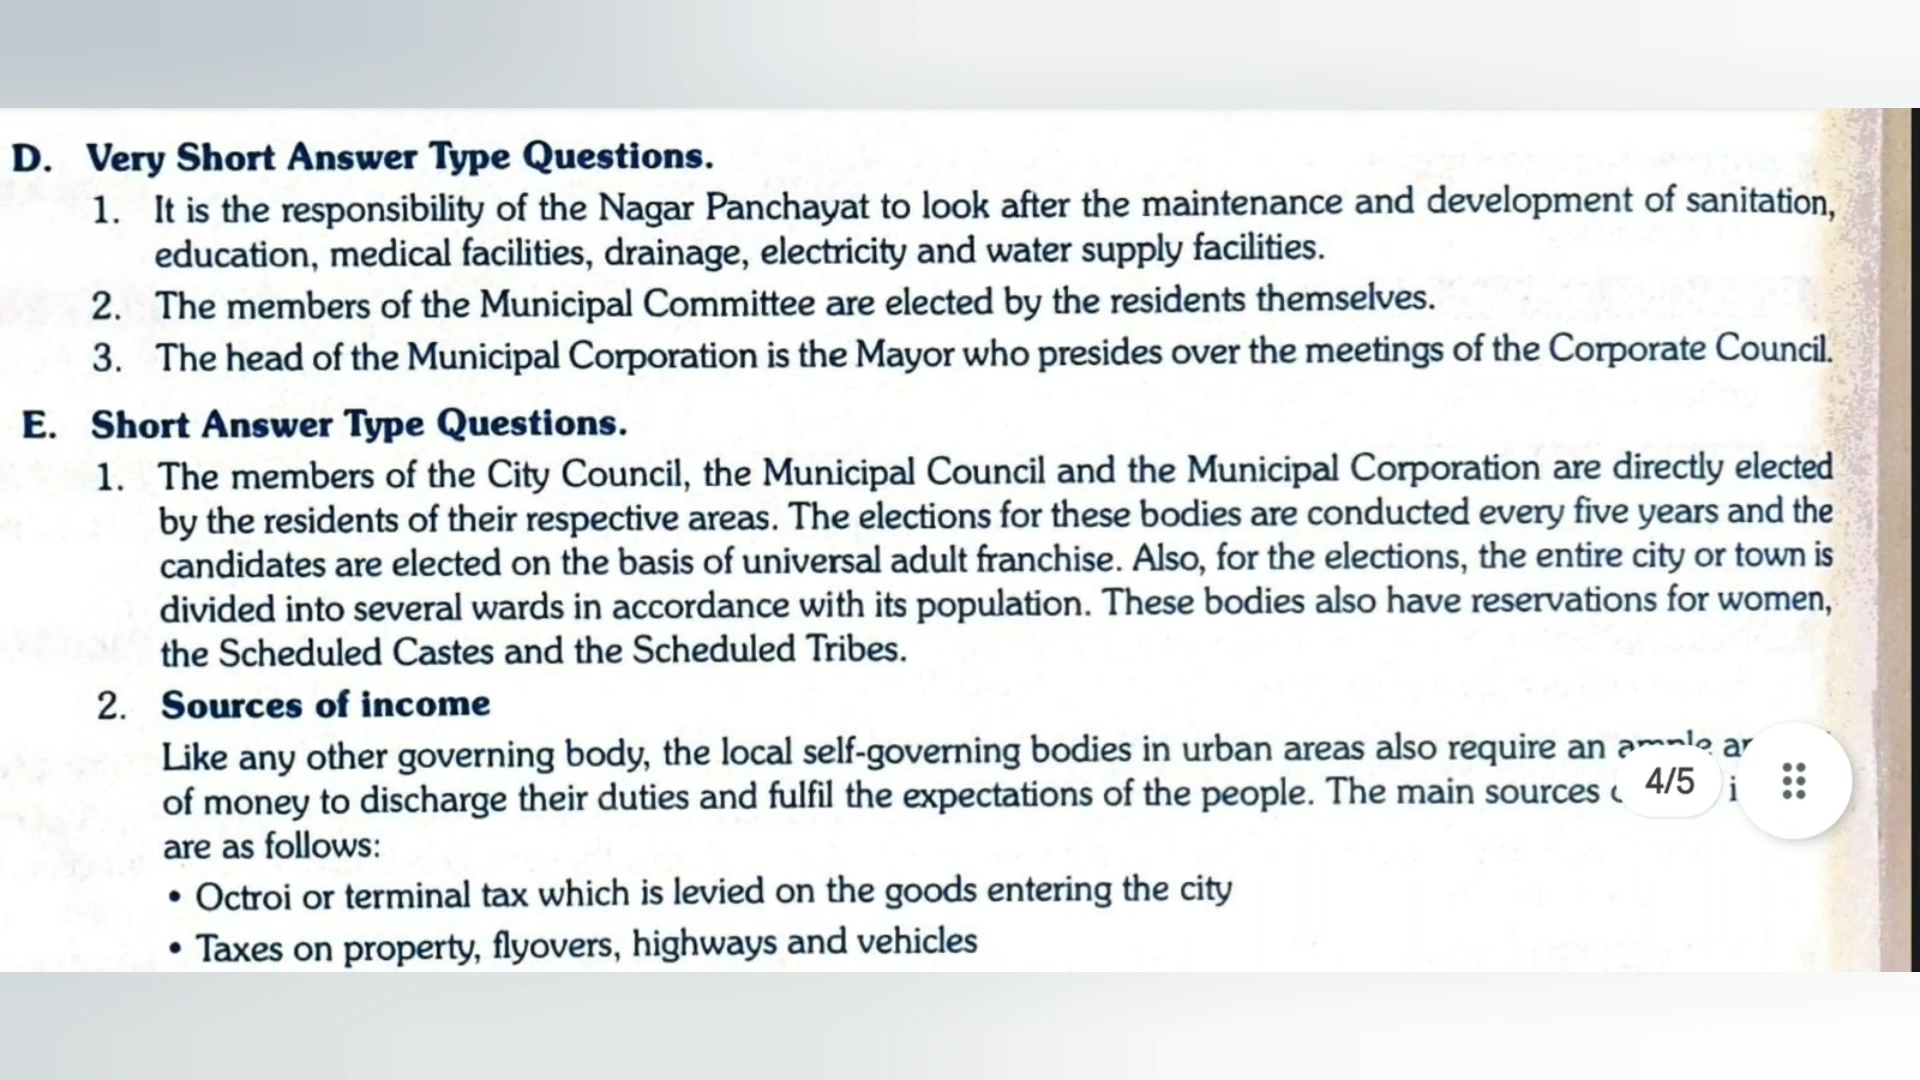 D. Very Short Answer Type Questions.
1. It is the responsibility of the Nagar Panchayat to look after the maintenance and development of sanitation,
education, medical facilities, drainage, electricity and water supply facilities.
2. The members of the Municipal Committee are elected by the residents themselves.
3. The head of the Municipal Corporation is the Mayor who presides over the meetings of the Corporate Council.
E. Short Answer Type Questions.
1. The members of the City Council, the Municipal Council and the Municipal Corporation are directly elected
by the residents of their respective areas. The elections for these bodies are conducted every five years and the
candidates are elected on the basis of universal adult franchise. Also, for the elections, the entire city or town is
divided into several wards in accordance with its population. These bodies also have reservations for women,
the Scheduled Castes and the Scheduled Tribes.
2. Sources of income
Like any other governing body, the local self-governing bodies in urban areas also require an
of money to discharge their duties and fulfil the expectations of the people. The main sources
4/5
are as follows:
• Octroi or terminal tax which is levied on the goods entering the city
• Taxes on property, flyovers, highways and vehicles